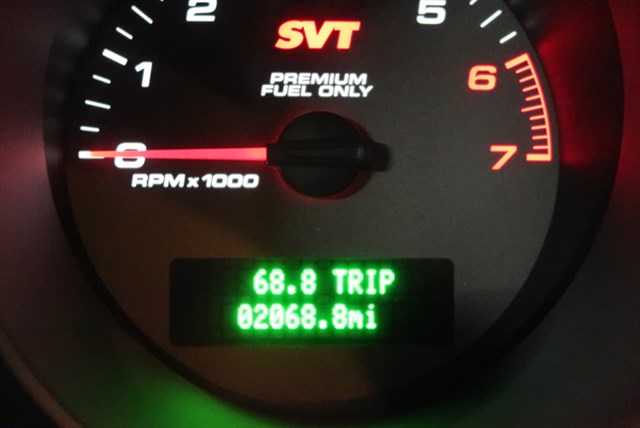 2
5
SVT
1
PREMIUM
FUEL ONLY
6
0
7
RPM x 1000
68.8 TRIP
02068.8mi